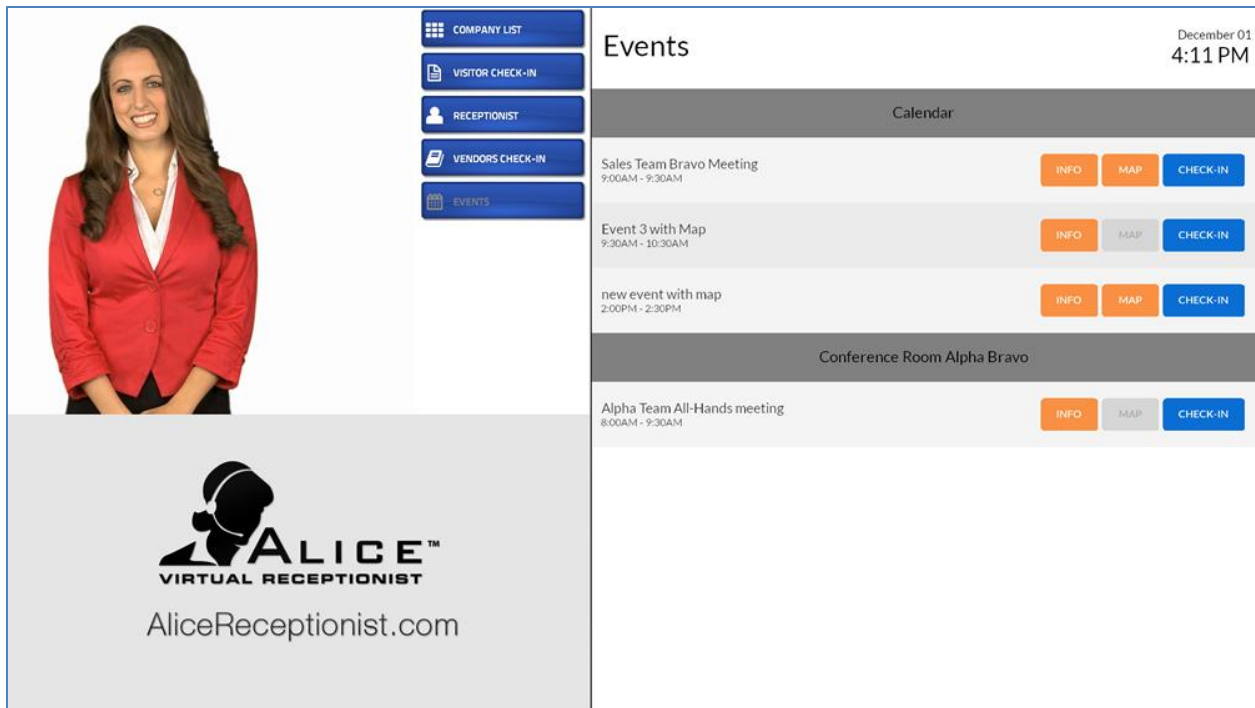 COMPANY LIST
VISITOR CHECK-IN
RECEPTIONIST
VENDORS CHECK-IN
EVENTS
ALICE™
VIRTUAL RECEPTIONIST
AliceReceptionist.com
Events
December 01
4:11 PM
Calendar
Sales Team Bravo Meeting
9:00AM - 9:30AM
INFO MAP CHECK-IN
Event 3 with Map
9:30AM - 10:30AM
INFO MAP CHECK-IN
new event with map
2:00PM - 2:30PM
INFO MAP CHECK-IN
Conference Room Alpha Bravo
Alpha Team All-Hands meeting
8:00AM - 9:30AM
INFO MAP CHECK-IN